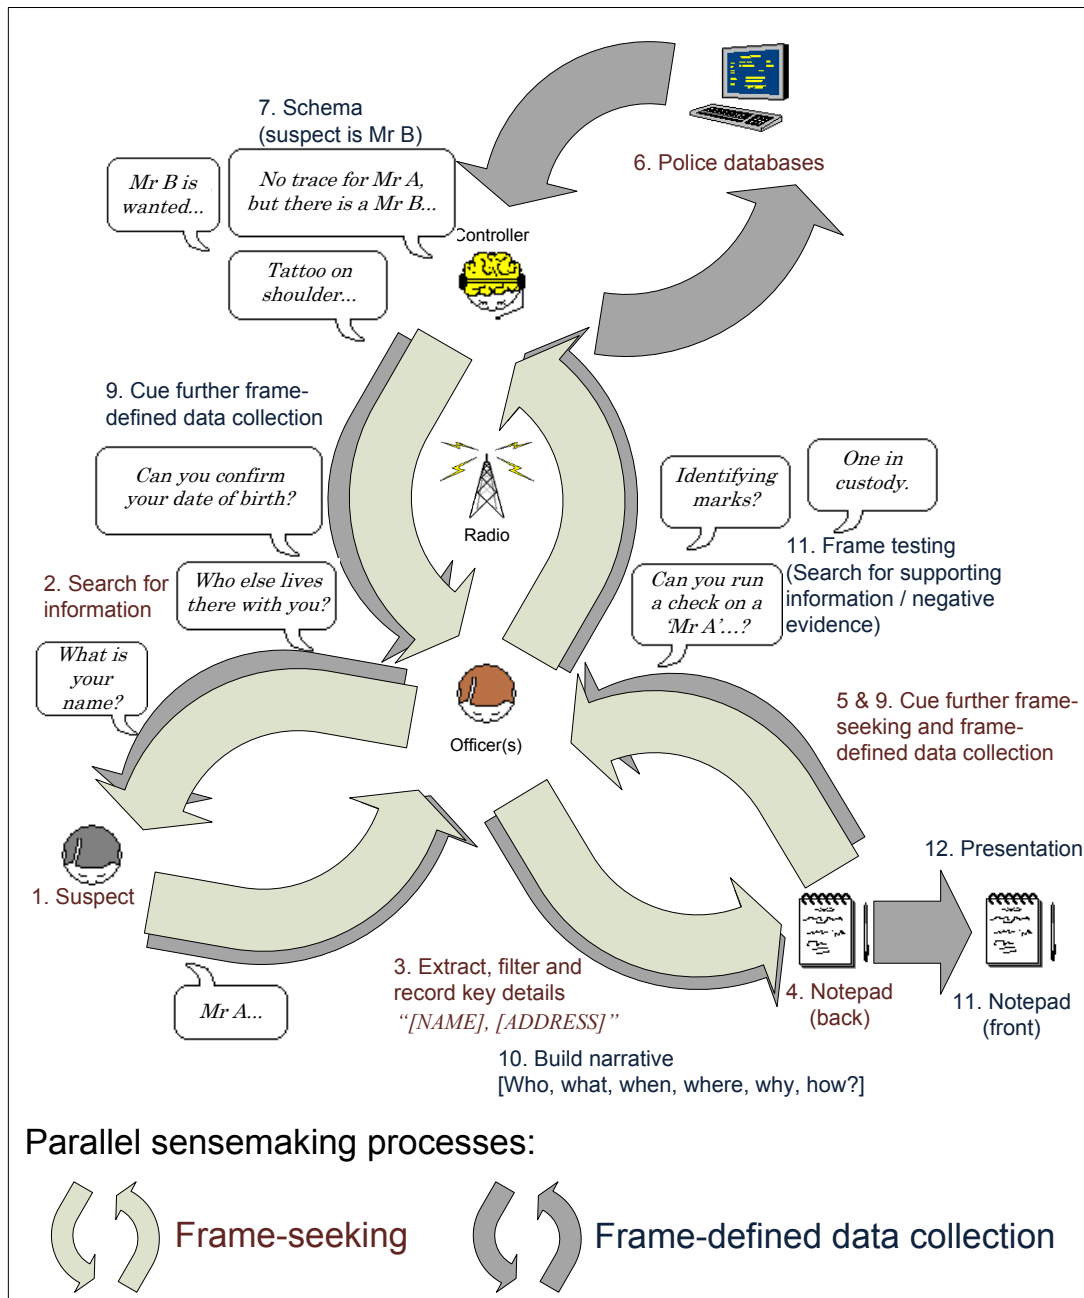 7. Schema
(suspect is Mr B)
Mr B is
wanted...
No trace for Mr A,
but there is a Mr B...
6. Police databases
Controller
Tattoo on
shoulder...
9. Cue further frame-
defined data collection
Can you confirm
your date of birth?
Radio
Identifying
marks?
One in
custody.
11. Frame testing
(Search for supporting
information / negative
evidence)
2. Search for
information
Who else lives
there with you?
Can you run
a check on a
'Mr A'...?
What is
your
name?
Officer(s)
5 & 9. Cue further frame-
seeking and frame-
defined data collection
1. Suspect
12. Presentation
Mr A...
3. Extract, filter and
record key details
“[NAME], [ADDRESS]”
4. Notepad
(back)
11. Notepad
(front)
10. Build narrative
[Who, what, when, where, why, how?]
Parallel sensemaking processes:
Frame-seeking
Frame-defined data collection